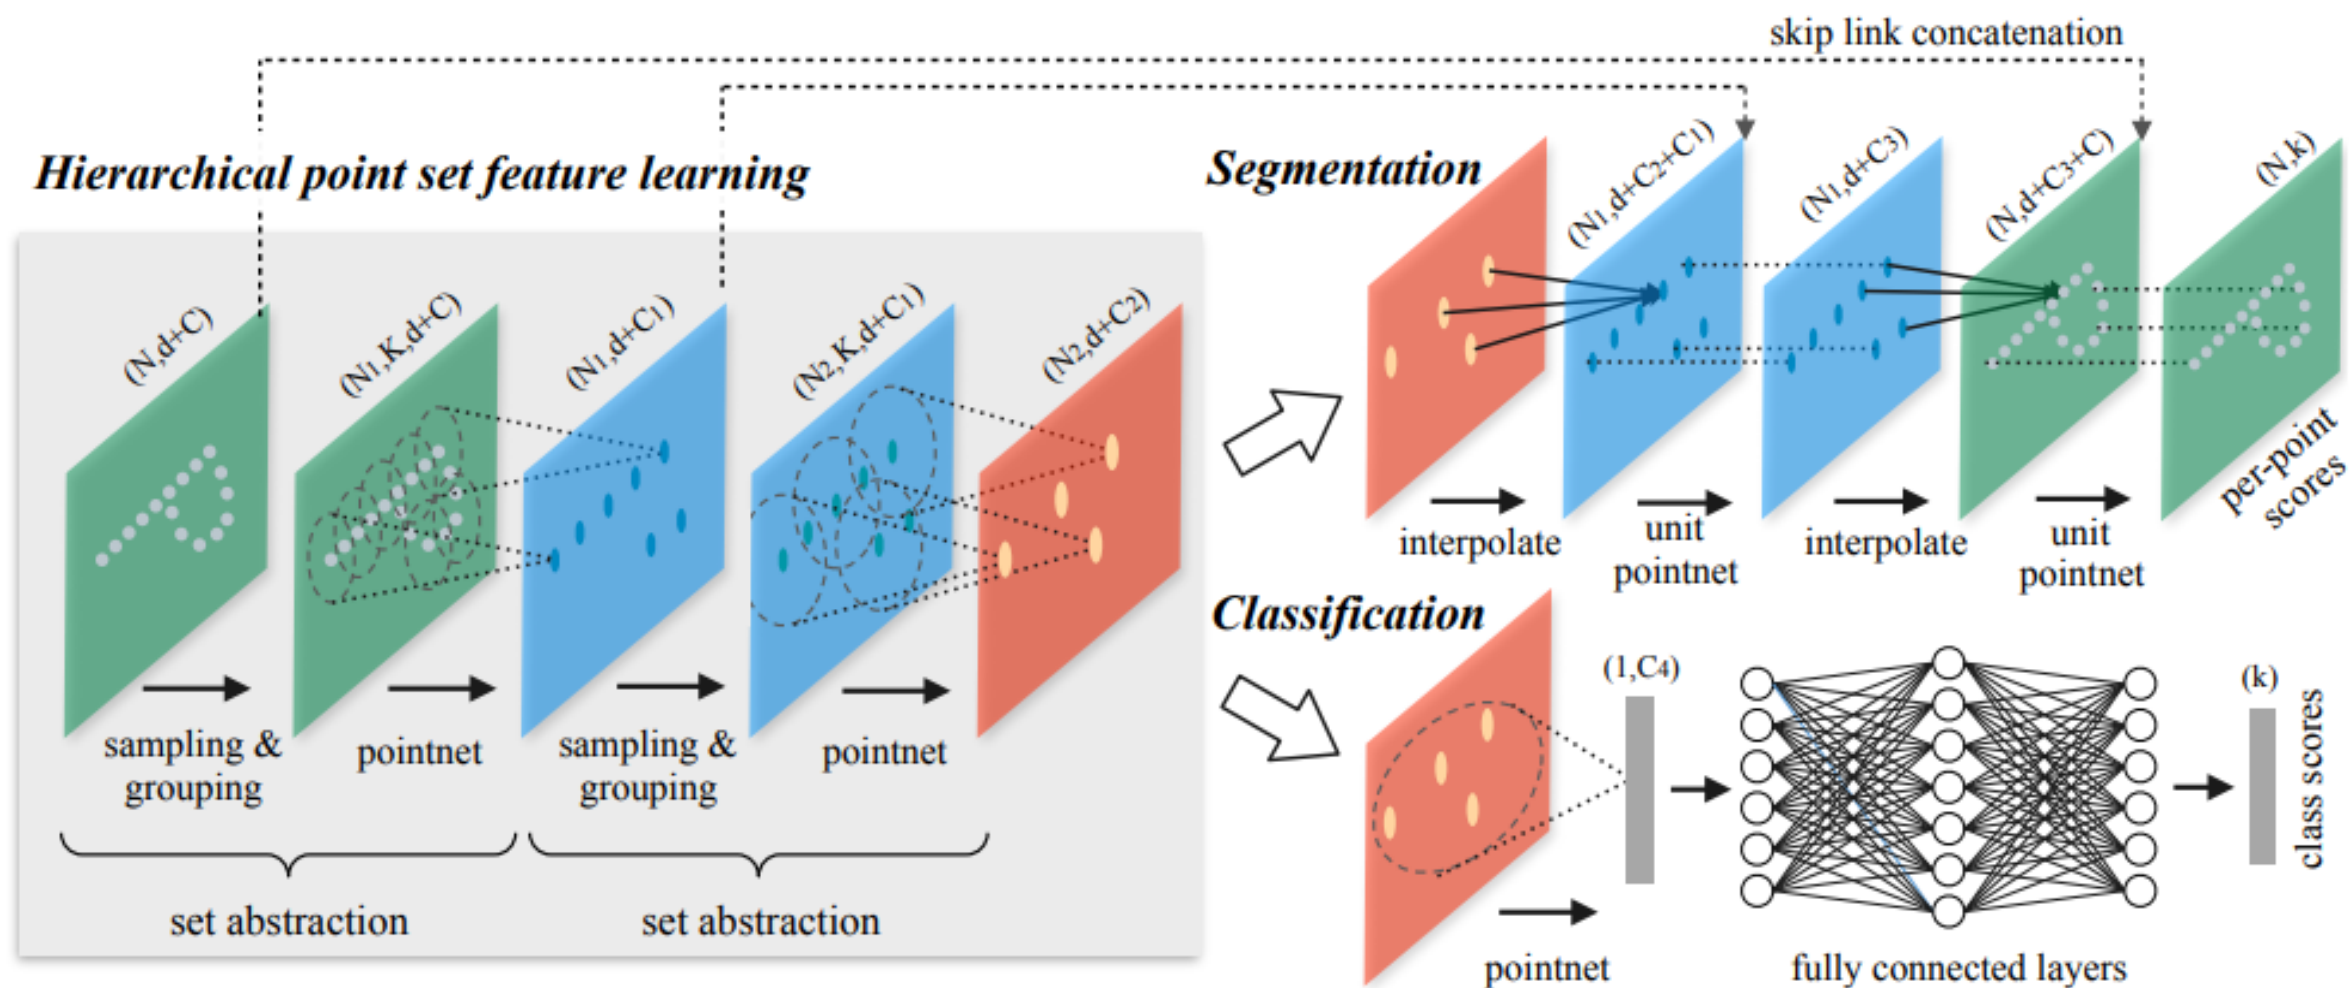 skip link concatenation
Hierarchical point set feature learning
(N,d+C)
(N1,K,d+C)
(N1,d+C1)
(N2,K,d+C1)
(N2,d+C2)
sampling &
grouping
pointnet
sampling &
grouping
pointnet
set abstraction
set abstraction
Segmentation
(N1,d+C2+C1)
(N1,d+C3)
(N,d+C3+C)
(N,k)
interpolate
unit
pointnet
interpolate
unit
pointnet
per-point
scores
Classification
(1,C4)
(k)
class scores
pointnet
fully connected layers